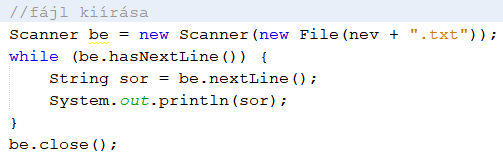 //fájl kiírása
Scanner be = new Scanner(new File(nev + ".txt"));
while (be.hasNextLine()) {
    String sor = be.nextLine();
    System.out.println(sor);
}
be.close();